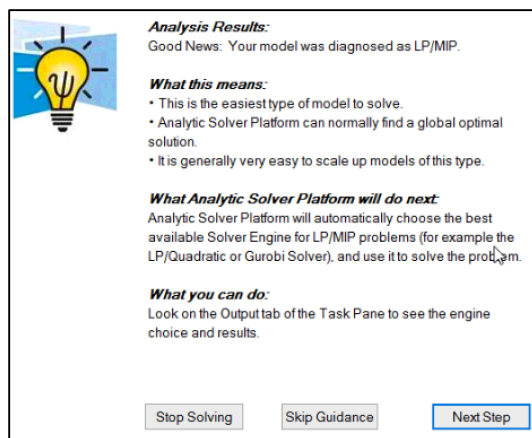 Analysis Results:
Good News: Your model was diagnosed as LP/MIP.
What this means:
• This is the easiest type of model to solve.
• Analytic Solver Platform can normally find a global optimal
solution.
• It is generally very easy to scale up models of this type.
What Analytic Solver Platform will do next:
Analytic Solver Platform will automatically choose the best
available Solver Engine for LP/MIP problems (for example the
LP/Quadratic or Gurobi Solver), and use it to solve the problem.
What you can do:
Look on the Output tab of the Task Pane to see the engine
choice and results.
Stop Solving Skip Guidance Next Step